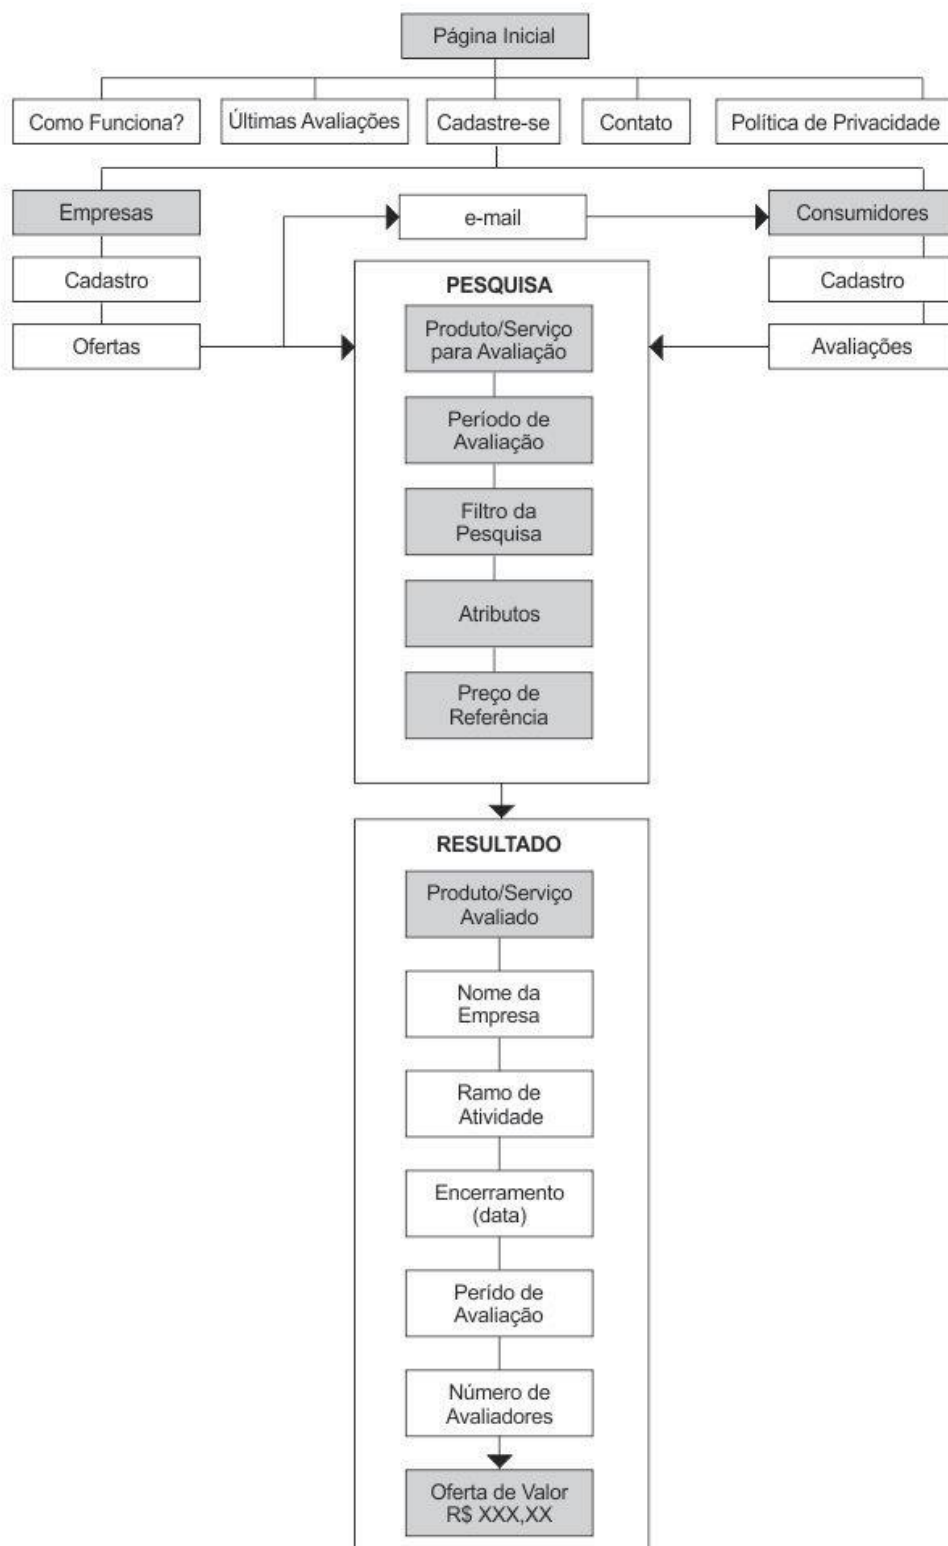 Página Inicial
Como Funciona?
Últimas Avaliações
Cadastre-se
Contato
Política de Privacidade
Empresas
e-mail
Consumidores
Cadastro
Cadastro
Ofertas
Avaliações
PESQUISA
Produto/Serviço
para Avaliação
Período de
Avaliação
Filtro da
Pesquisa
Atributos
Preço de
Referência
RESULTADO
Produto/Serviço
Avaliado
Nome da
Empresa
Ramo de
Atividade
Encerramento
(data)
Perído de
Avaliação
Número de
Avaliadores
Oferta de Valor
R$ XXX,XX